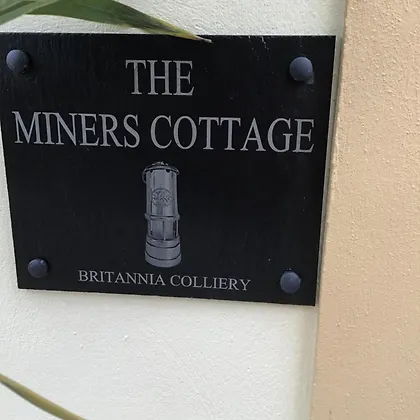 THE
MINERS COTTAGE
BRITANNIA COLLIERY